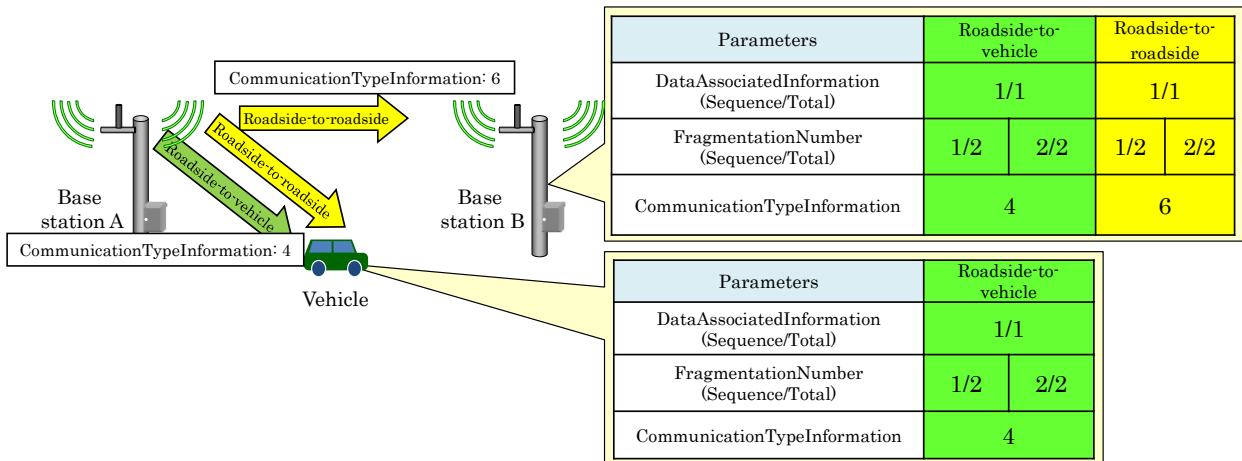 CommunicationTypeInformation: 6
Roadside-to-roadside
Roadside-to-roadside
Roadside-to-vehicle
Base
station A
Base
station B
CommunicationTypeInformation: 4
Vehicle
Parameters
Roadside-to-
vehicle
Roadside-to-
roadside
DataAssociatedInformation
(Sequence/Total)
1/1
1/1
FragmentationNumber
(Sequence/Total)
1/2
2/2
1/2
2/2
CommunicationTypeInformation
4
6
Parameters
Roadside-to-
vehicle
DataAssociatedInformation
(Sequence/Total)
1/1
FragmentationNumber
(Sequence/Total)
1/2
2/2
CommunicationTypeInformation
4